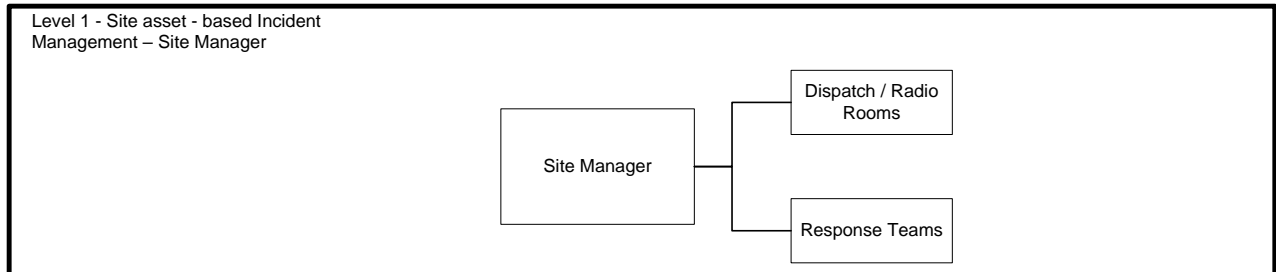 Level 1 - Site asset - based Incident
Management – Site Manager
Dispatch / Radio
Rooms
Site Manager
Response Teams